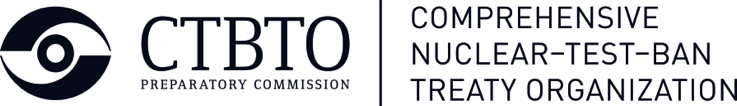 CTBTO
PREPARATORY COMMISSION
COMPREHENSIVE
NUCLEAR-TEST-BAN
TREATY ORGANIZATION